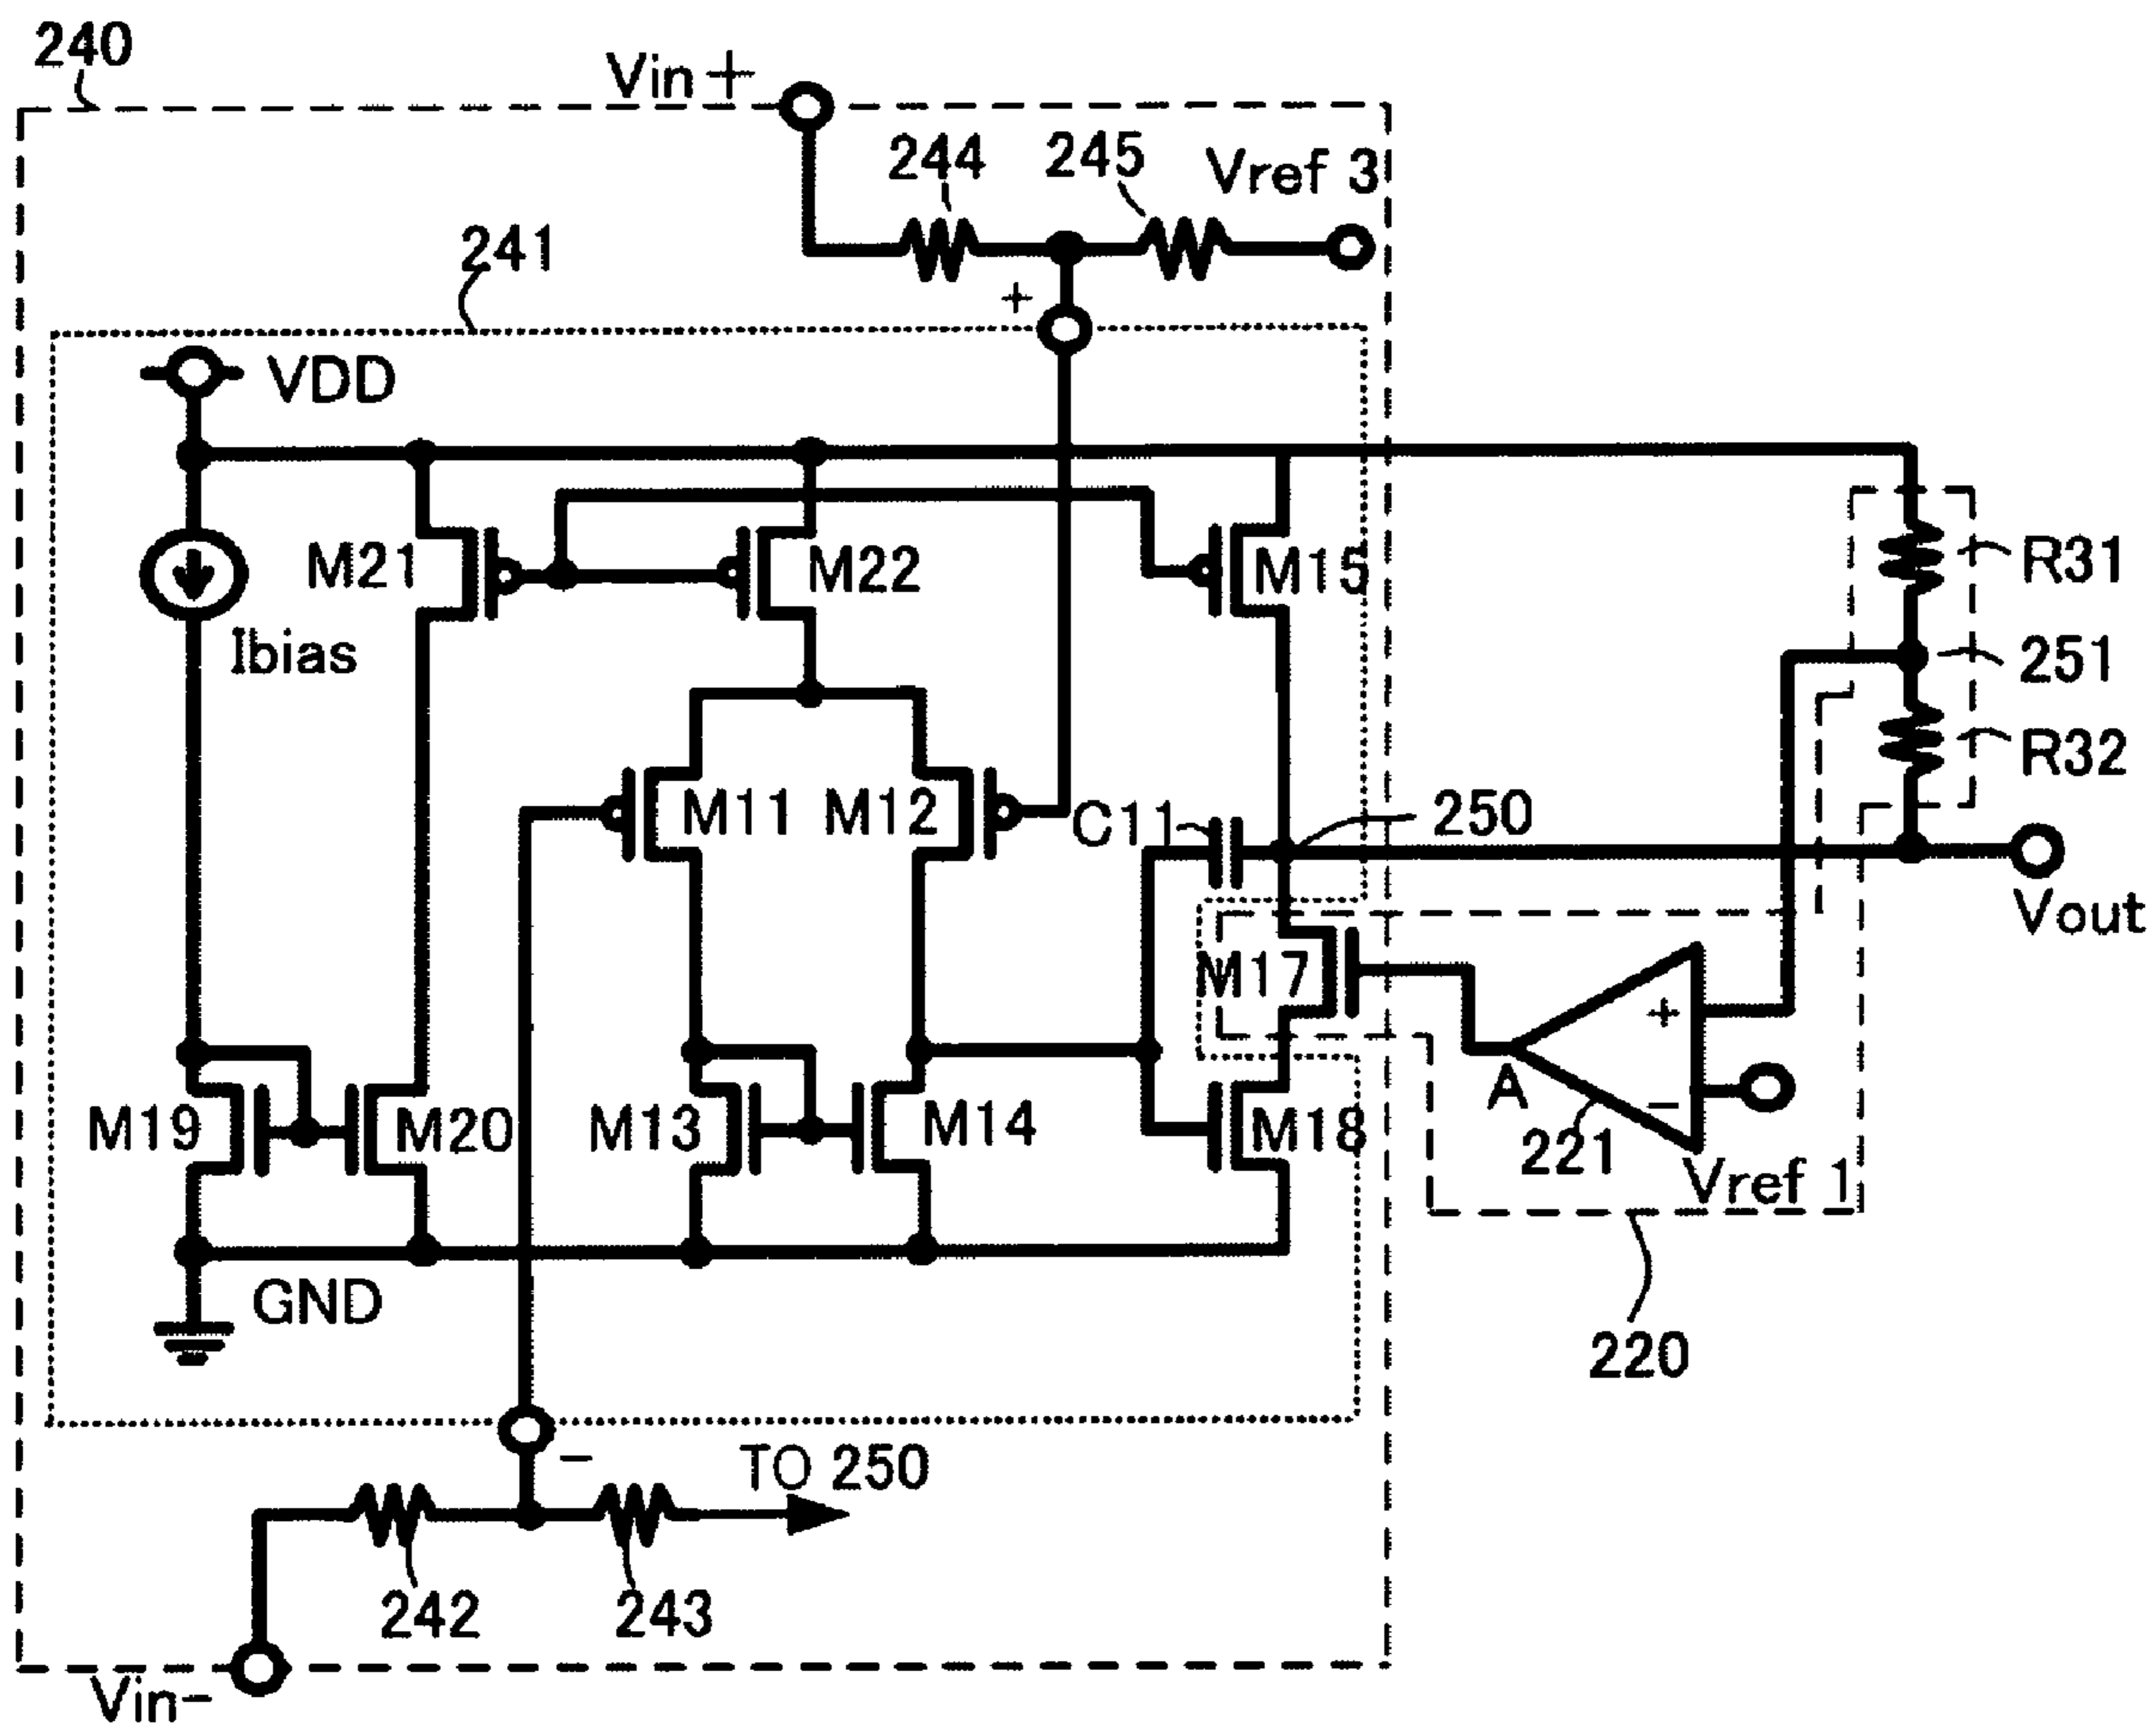 240
Vin+
244
245
Vref 3
241
+
VDD
M21
M22
M15
R31
Ibias
251
R32
M11
M12
C11
250
Vout
M17
+
A
−
M19
M20
M13
M14
M18
221
Vref 1
GND
220
−
TO 250
242
243
Vin−